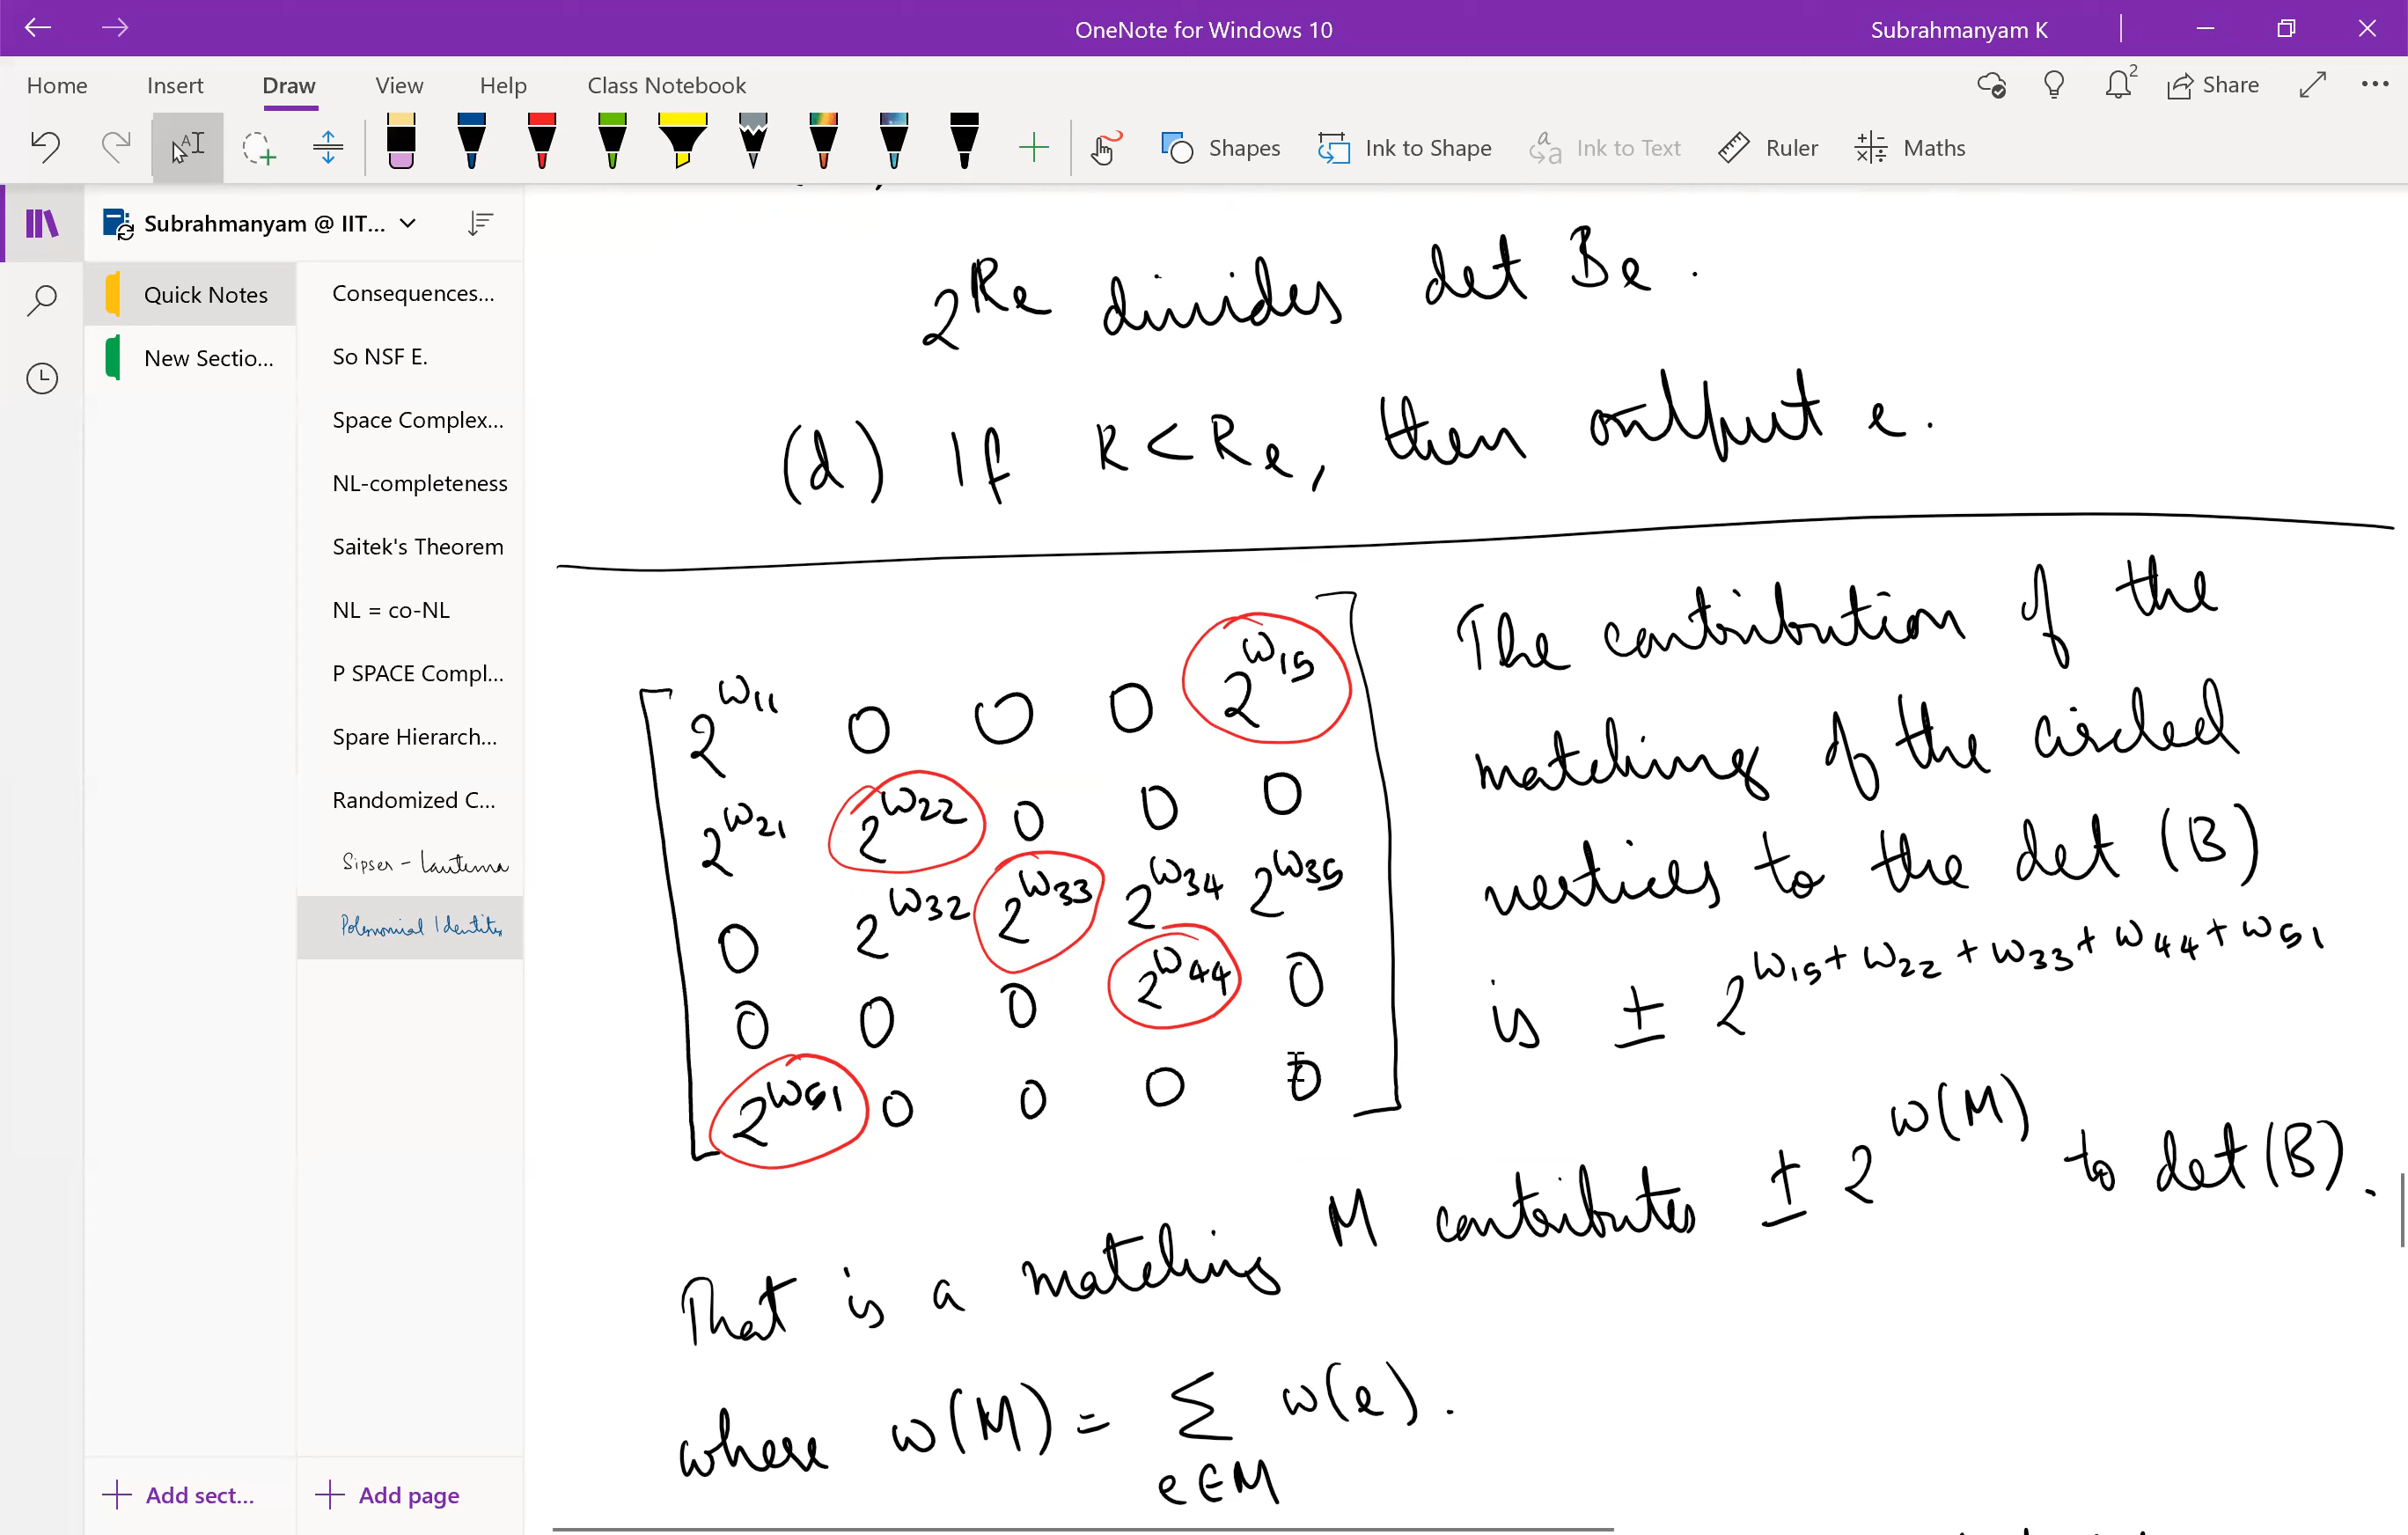 OneNote for Windows 10
Subrahmanyam K
Home Insert Draw View Help Class Notebook
2
Share
Shapes Ink to Shape Ink to Text Ruler Maths
Subrahmanyam @ IIT...
Quick Notes
New Sectio...
Consequences...
So NSF E.
Space Complex...
NL-completeness
Saitek's Theorem
NL = co-NL
P SPACE Compl...
Spare Hierarch...
Randomized C...
Sipser - Lautema
Polynomial Identity
Add sect...
Add page
2^{R_e} divides det B_e .
(d) If R < R_e, then output e.
2^{w_{11}} 0 0 0 2^{w_{15}}
2^{w_{21}} 2^{w_{22}} 0 0 0
0 2^{w_{32}} 2^{w_{33}} 2^{w_{34}} 2^{w_{35}}
0 0 0 2^{w_{44}} 0
2^{w_{51}} 0 0 0 0
The contribution of the
matching of the circled
vertices to the det (B)
is ± 2^{w_{15} + w_{22} + w_{33} + w_{44} + w_{51}}
That is a matching M contributes ± 2^{w(M)} to det (B).
where w(M) = Σ w(e).
e∈M